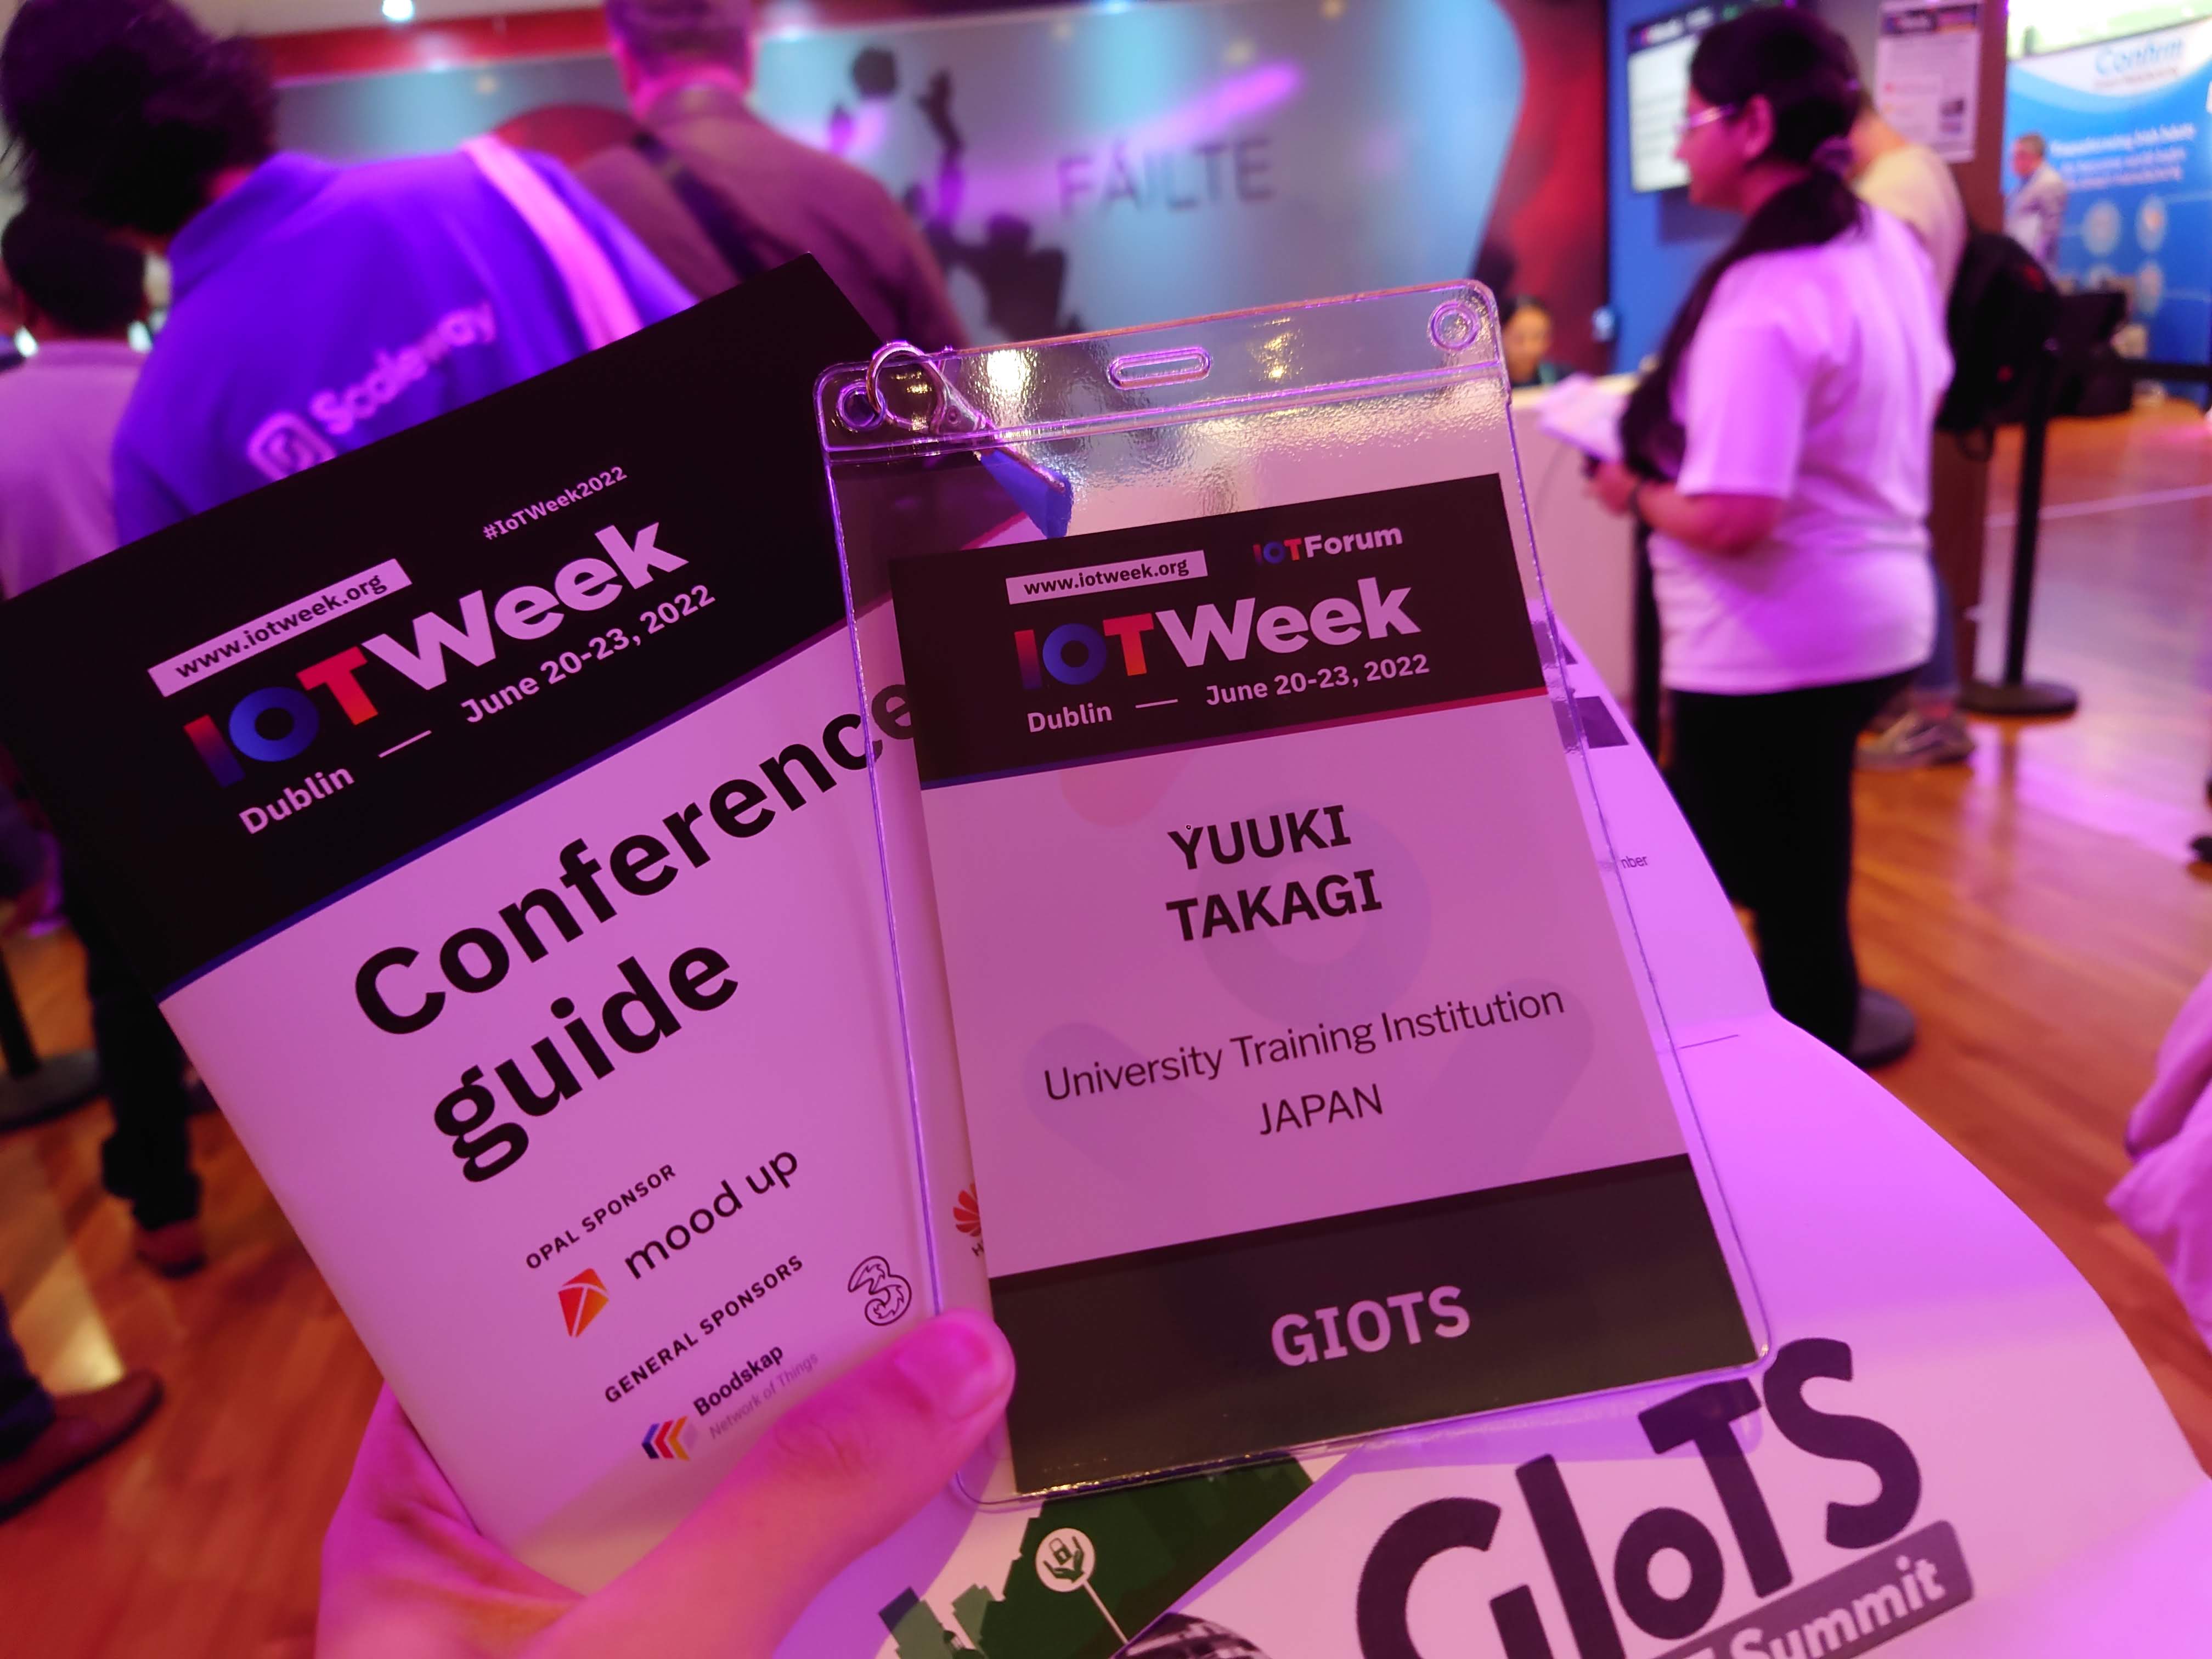 FÁILTE
Confirm
Scaleway
#IoTWeek2022
www.iotweek.org
IOTWeek
Dublin — June 20-23, 2022
Conference
guide
OPAL SPONSOR
mood up
GENERAL SPONSORS
3
Boodskap
Network of Things
www.iotweek.org
IOTForum
IOTWeek
Dublin — June 20-23, 2022
YUUKI
TAKAGI
University Training Institution
JAPAN
GIOTS
GIoTS
Summit